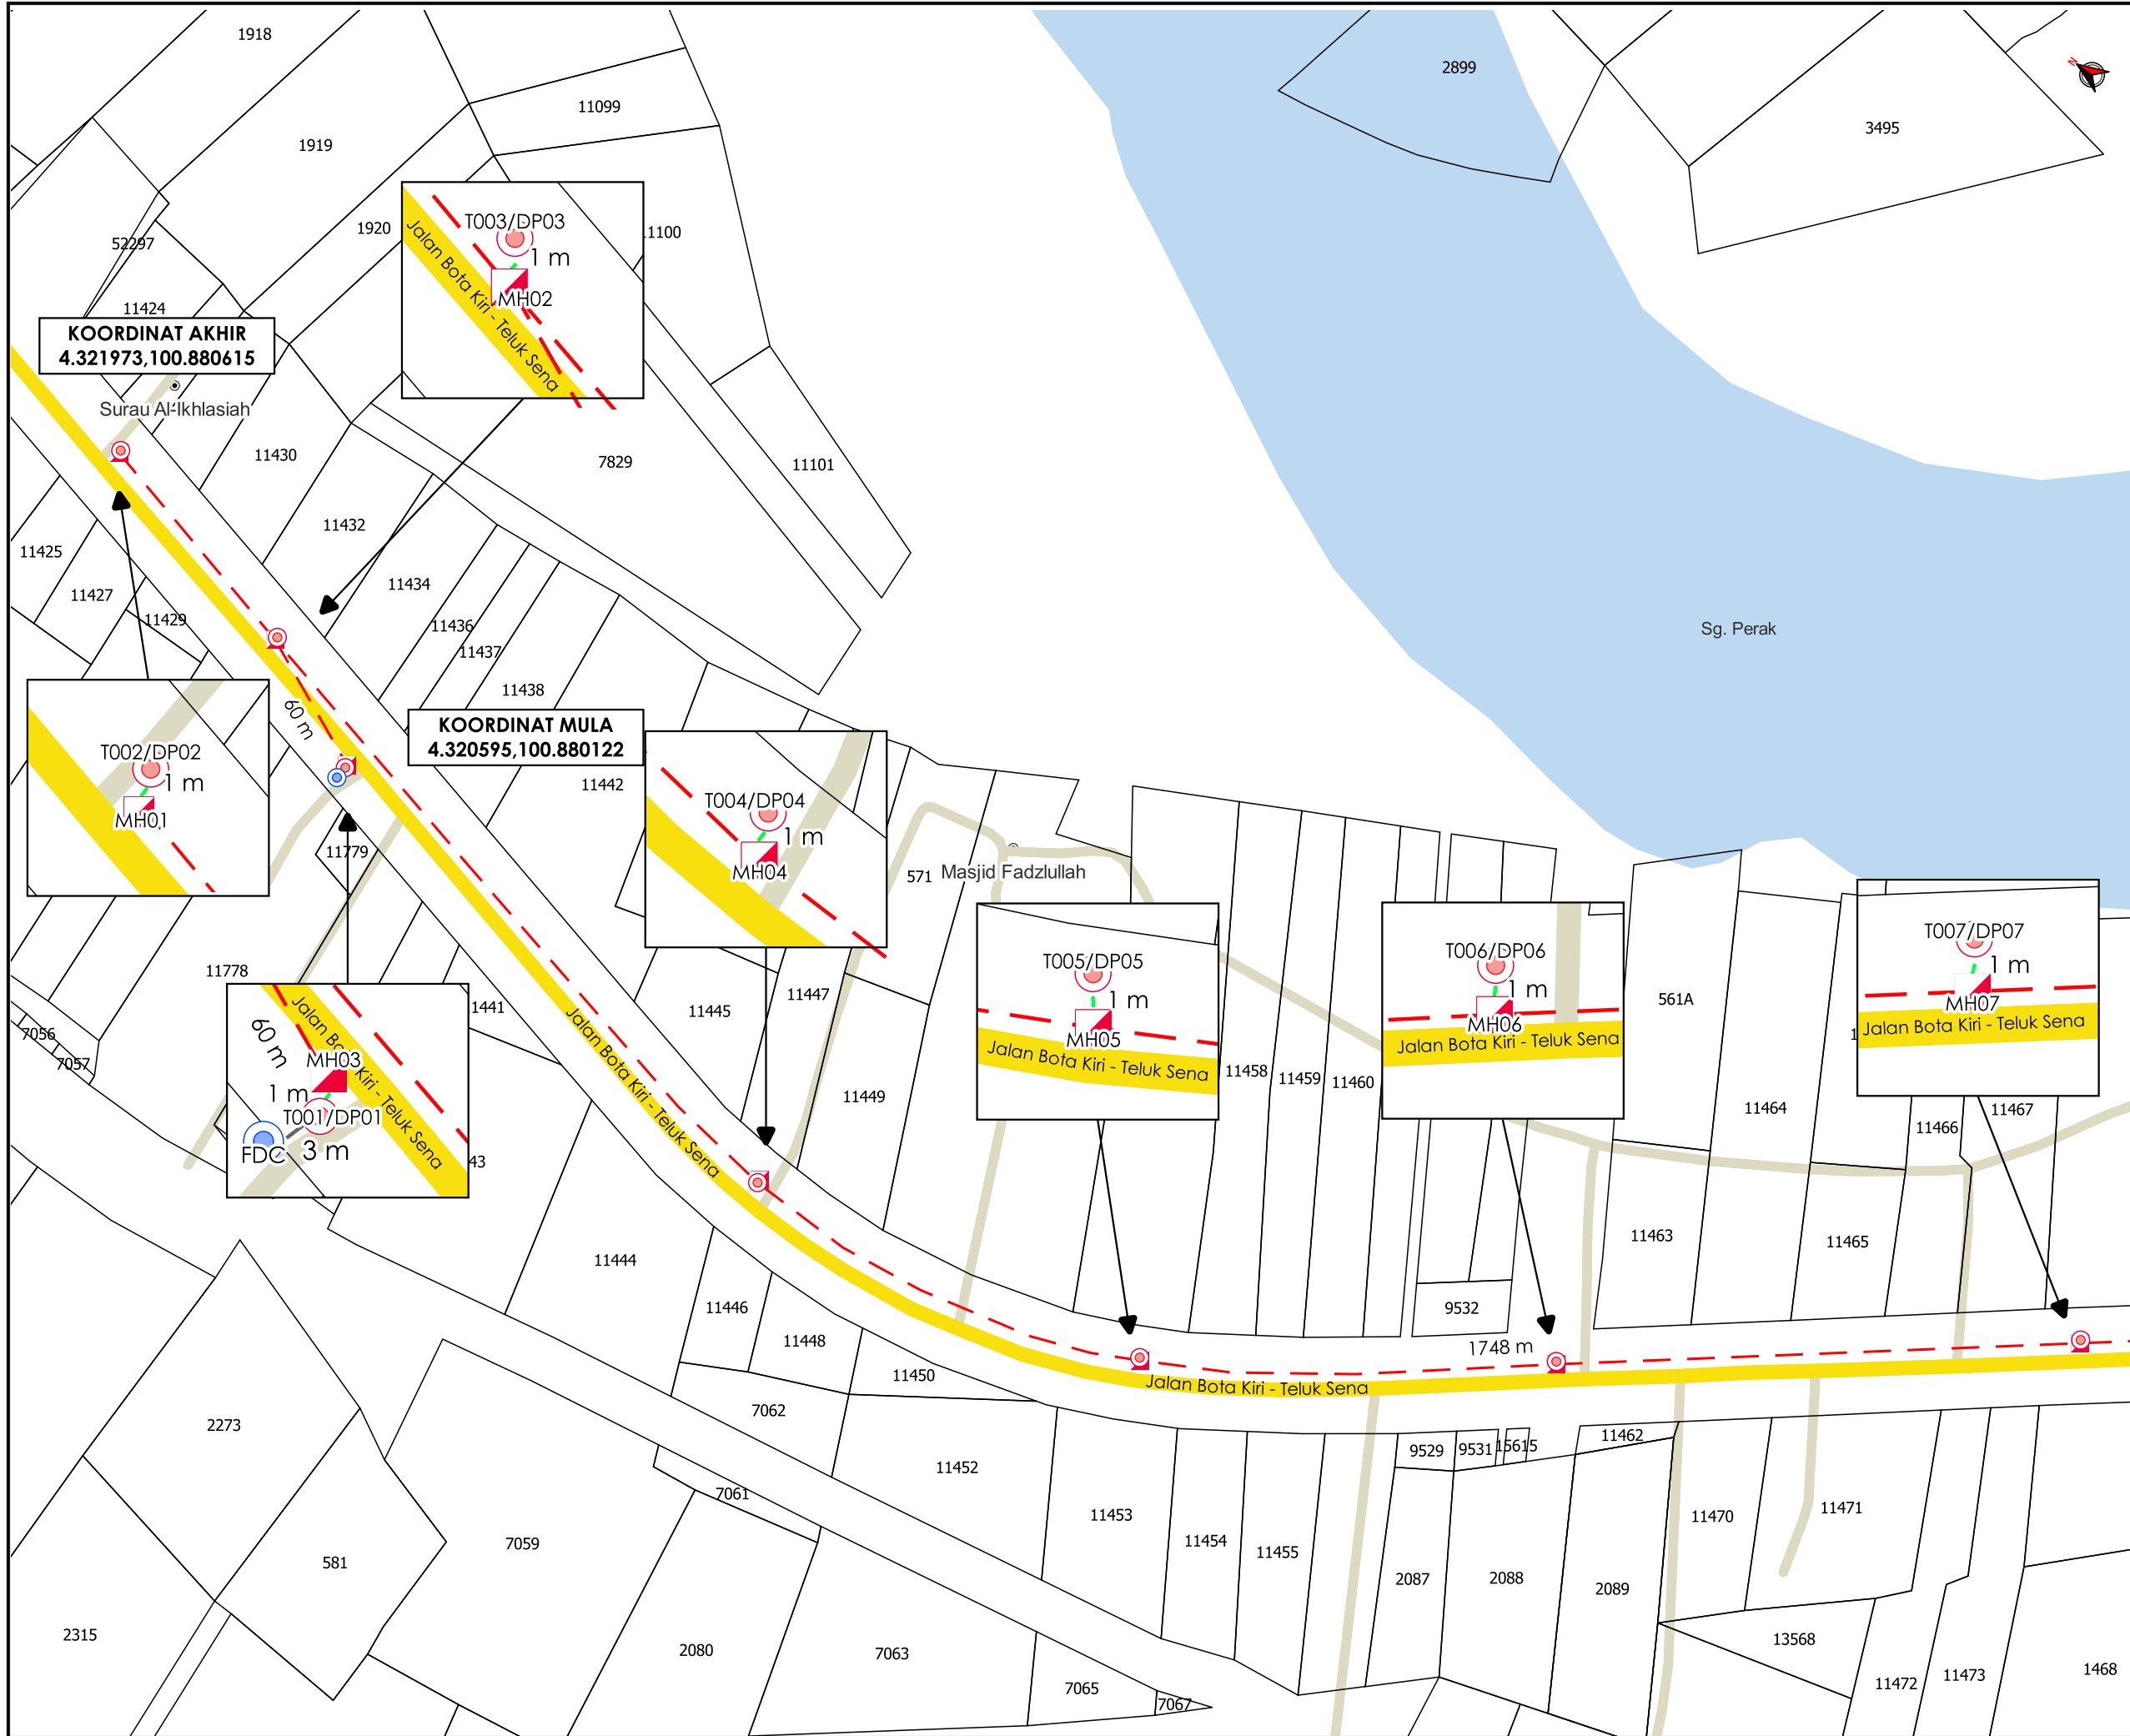 1918
2899
11099
3495
1919
N
1920
T003/DP03
1 m
MH02
Jalan Bota Kiri - Teluk Sena
1100
52297
11424
KOORDINAT AKHIR
4.321973,100.880615
Surau Al-Ikhlasiah
11430
7829
11101
11432
11425
11427
11429
11434
11436
11437
11438
Sg. Perak
60 m
KOORDINAT MULA
4.320595,100.880122
T002/DP02
1 m
MH01
11442
T004/DP04
1 m
MH04
11779
571
Masjid Fadzlullah
11778
T005/DP05
1 m
MH05
Jalan Bota Kiri - Teluk Sena
T006/DP06
1 m
MH06
Jalan Bota Kiri - Teluk Sena
T007/DP07
1 m
MH07
Jalan Bota Kiri - Teluk Sena
561A
11447
11445
1441
7056
7057
60 m
MH03
1 m
T001/DP01
FDC
3 m
Jalan Bota Kiri - Teluk Sena
43
Jalan Bota Kiri - Teluk Sena
11449
11458
11459
11460
11464
11466
11467
1
11463
11465
11444
11446
11448
11450
9532
1748 m
Jalan Bota Kiri - Teluk Sena
7062
2273
11452
9529
9531
15615
11462
7061
11453
11454
11455
11470
11471
7059
581
2087
2088
2089
2315
2080
7063
7065
7067
13568
11472
11473
1468